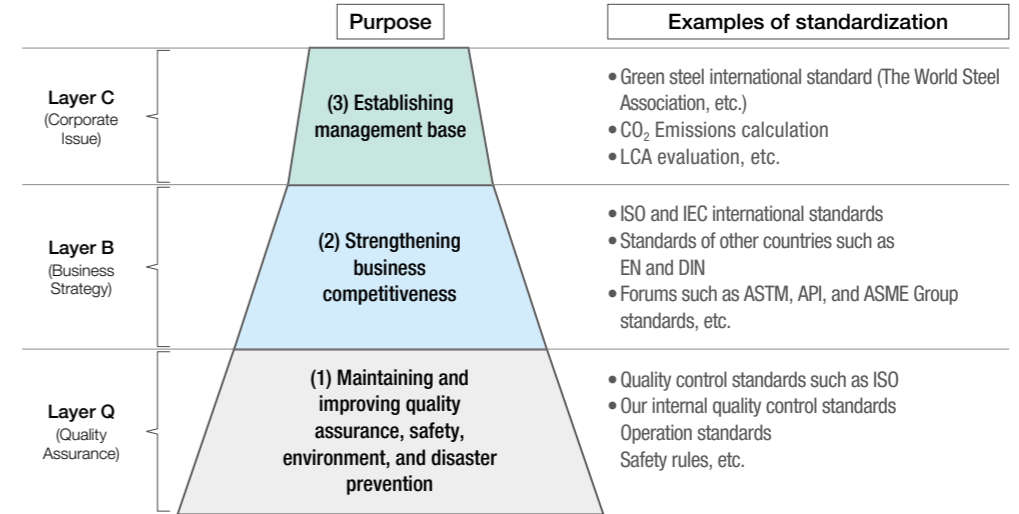 Purpose
Examples of standardization
Layer C
(Corporate
Issue)
(3) Establishing
management base
• Green steel international standard (The World Steel
Association, etc.)
• CO₂ Emissions calculation
• LCA evaluation, etc.
Layer B
(Business
Strategy)
(2) Strengthening
business
competitiveness
• ISO and IEC international standards
• Standards of other countries such as
EN and DIN
• Forums such as ASTM, API, and ASME Group
standards, etc.
Layer Q
(Quality
Assurance)
(1) Maintaining and
improving quality
assurance, safety,
environment, and disaster
prevention
• Quality control standards such as ISO
• Our internal quality control standards
Operation standards
Safety rules, etc.